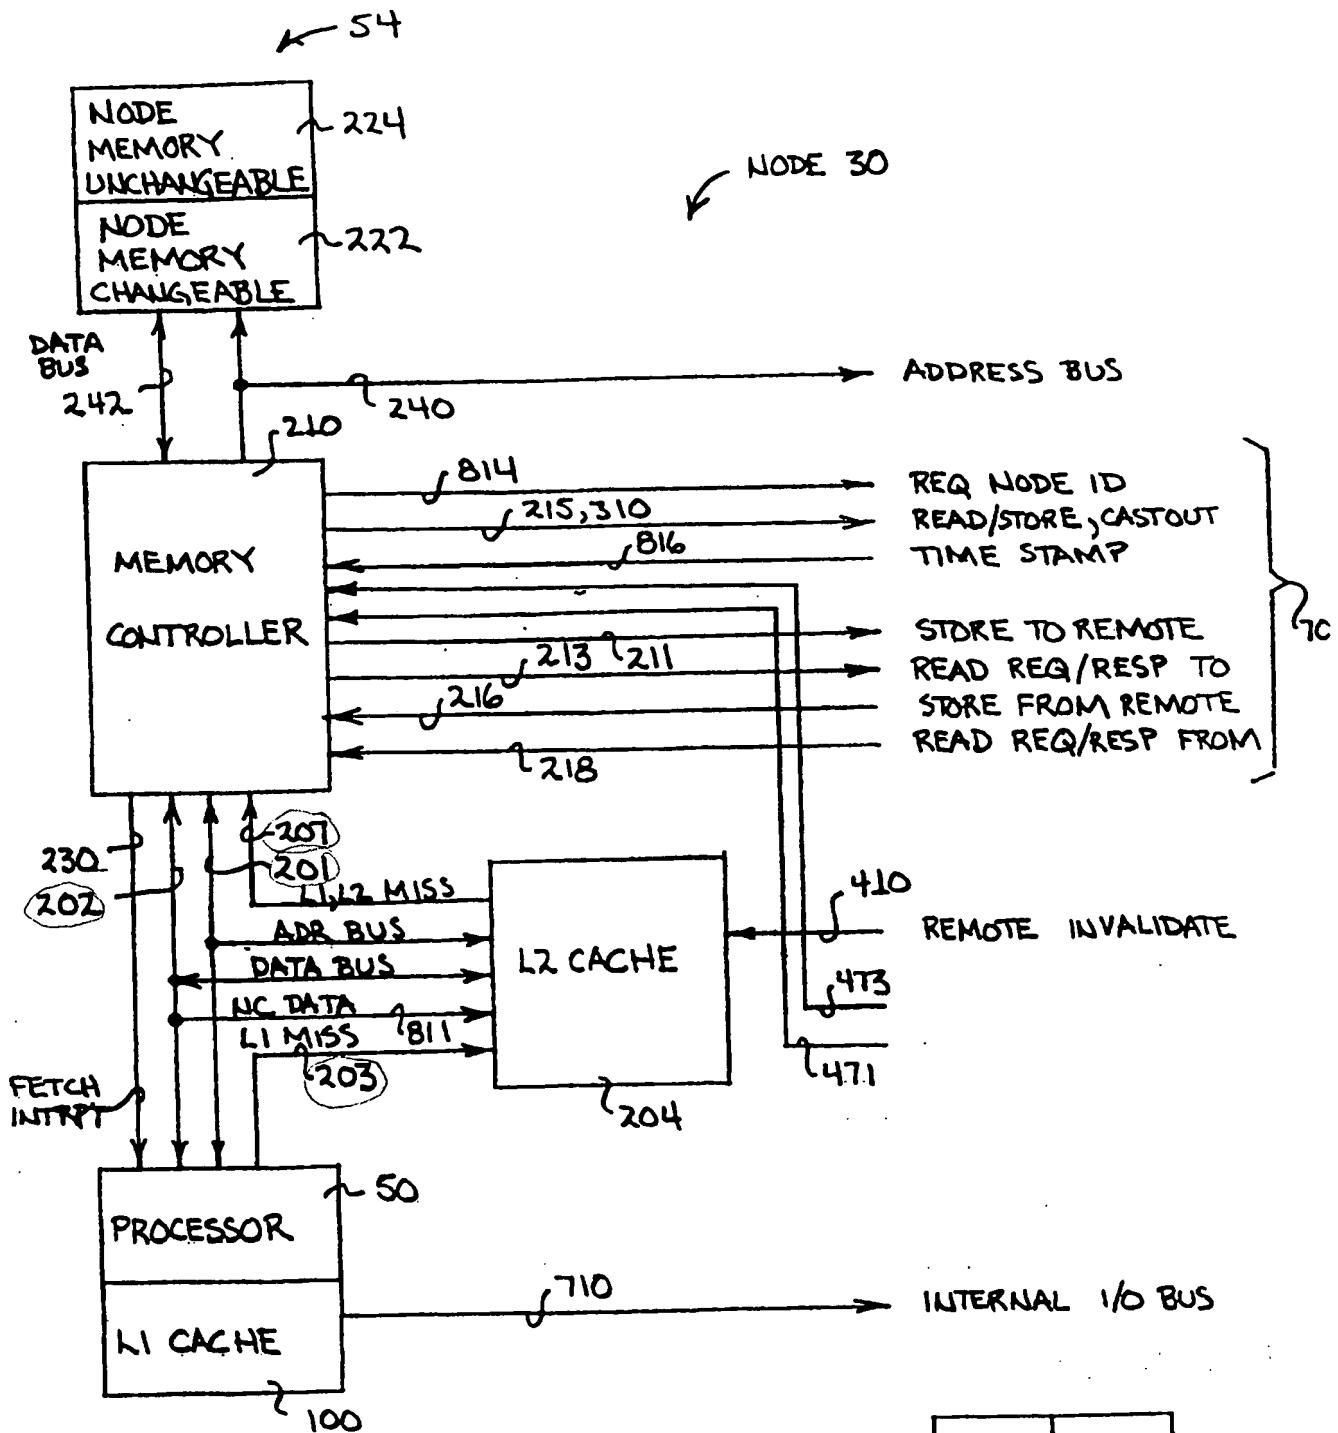 54
NODE
MEMORY
UNCHANGEABLE
224
NODE
MEMORY
CHANGEABLE
222
NODE 30
DATA
BUS
242
240
ADDRESS BUS
210
MEMORY
CONTROLLER
814
REQ NODE ID
215,310
READ/STORE, CASTOUT
816
TIME STAMP
211
STORE TO REMOTE
213
READ REQ/RESP TO
216
STORE FROM REMOTE
218
READ REQ/RESP FROM
7C
230
202
207
201
L1, L2 MISS
ADR BUS
DATA BUS
NC DATA
811
L1 MISS
203
L2 CACHE
204
410
REMOTE INVALIDATE
473
471
FETCH
INTRPT
PROCESSOR
50
L1 CACHE
100
710
INTERNAL I/O BUS